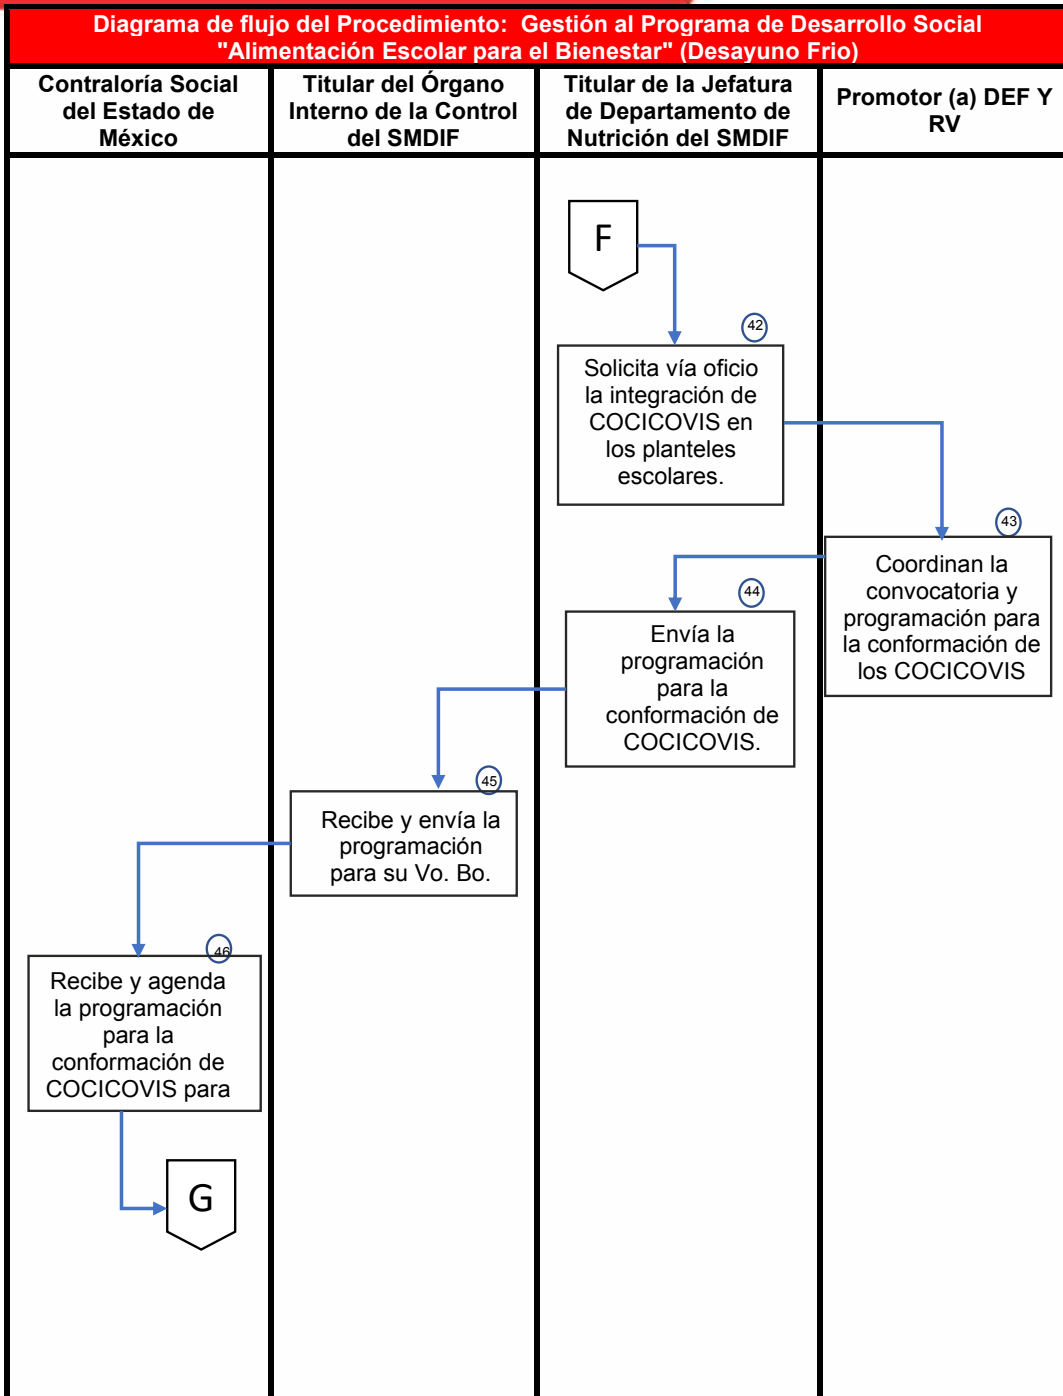 Diagrama de flujo del Procedimiento: Gestión al Programa de Desarrollo Social
"Alimentación Escolar para el Bienestar" (Desayuno Frio)
Contraloría Social
del Estado de
México
Titular del Órgano
Interno de la Control
del SMDIF
Titular de la Jefatura
de Departamento de
Nutrición del SMDIF
Promotor (a) DEF Y
RV
F
42
Solicita vía oficio
la integración de
COCICOVIS en
los planteles
escolares.
43
Coordinan la
convocatoria y
programación para
la conformación de
los COCICOVIS
44
Envía la
programación
para la
conformación de
COCICOVIS.
45
Recibe y envía la
programación
para su Vo. Bo.
46
Recibe y agenda
la programación
para la
conformación de
COCICOVIS para
G